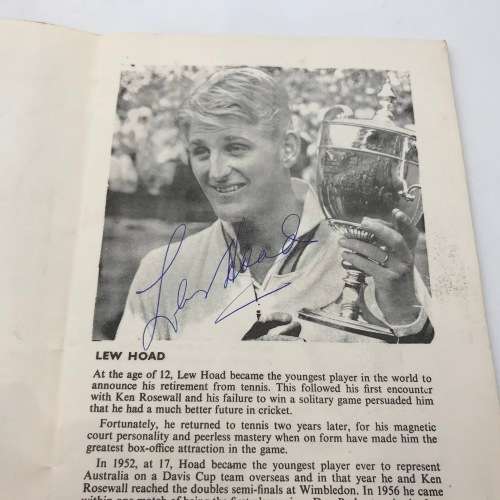 Lew Hoad
LEW HOAD
At the age of 12, Lew Hoad became the youngest player in the world to
announce his retirement from tennis. This followed his first encounter
with Ken Rosewall and his failure to win a solitary game persuaded him
that he had a much better future in cricket.
Fortunately, he returned to tennis two years later, for his magnetic
court personality and peerless mastery when on form have made him the
greatest box-office attraction in the game.
In 1952, at 17, Hoad became the youngest player ever to represent
Australia on a Davis Cup team overseas and in that year he and Ken
Rosewall reached the doubles semi-finals at Wimbledon. In 1956 he came
within one match of